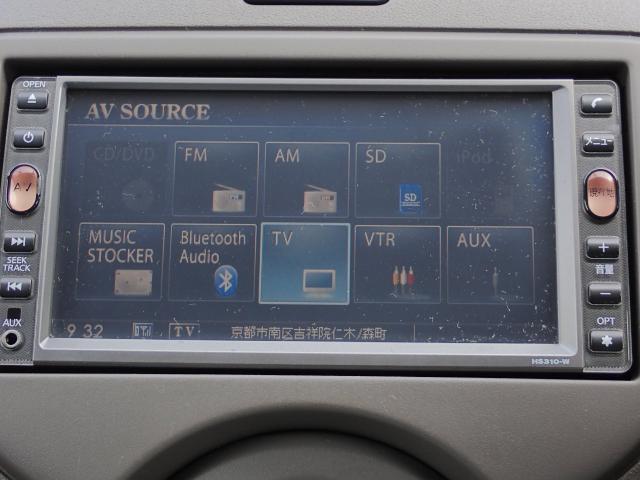 OPEN
AV SOURCE
CD/DVD
FM
AM
SD
iPod
SD
AV
メニュー
現在地
MUSIC STOCKER
Bluetooth Audio
TV
VTR
AUX
SEEK
TRACK
音量
AUX
OPT
9 32
TV
京都市南区吉祥院仁木ノ森町
HS310-W